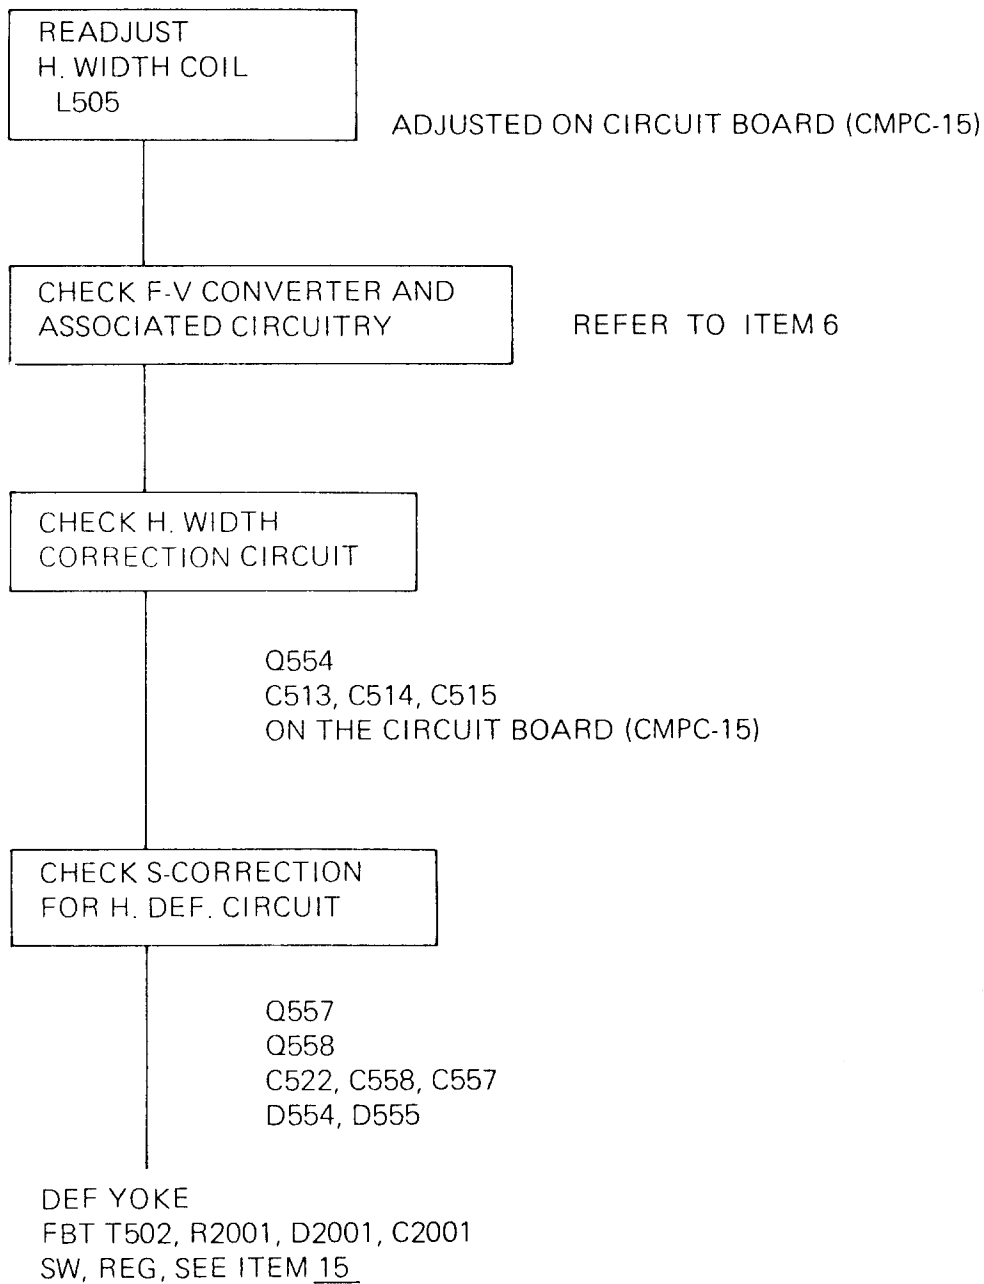 READJUST
H. WIDTH COIL
L505
ADJUSTED ON CIRCUIT BOARD (CMPC-15)
CHECK F-V CONVERTER AND
ASSOCIATED CIRCUITRY
REFER TO ITEM 6
CHECK H. WIDTH
CORRECTION CIRCUIT
Q554
C513, C514, C515
ON THE CIRCUIT BOARD (CMPC-15)
CHECK S-CORRECTION
FOR H. DEF. CIRCUIT
Q557
Q558
C522, C558, C557
D554, D555
DEF YOKE
FBT T502, R2001, D2001, C2001
SW, REG, SEE ITEM 15